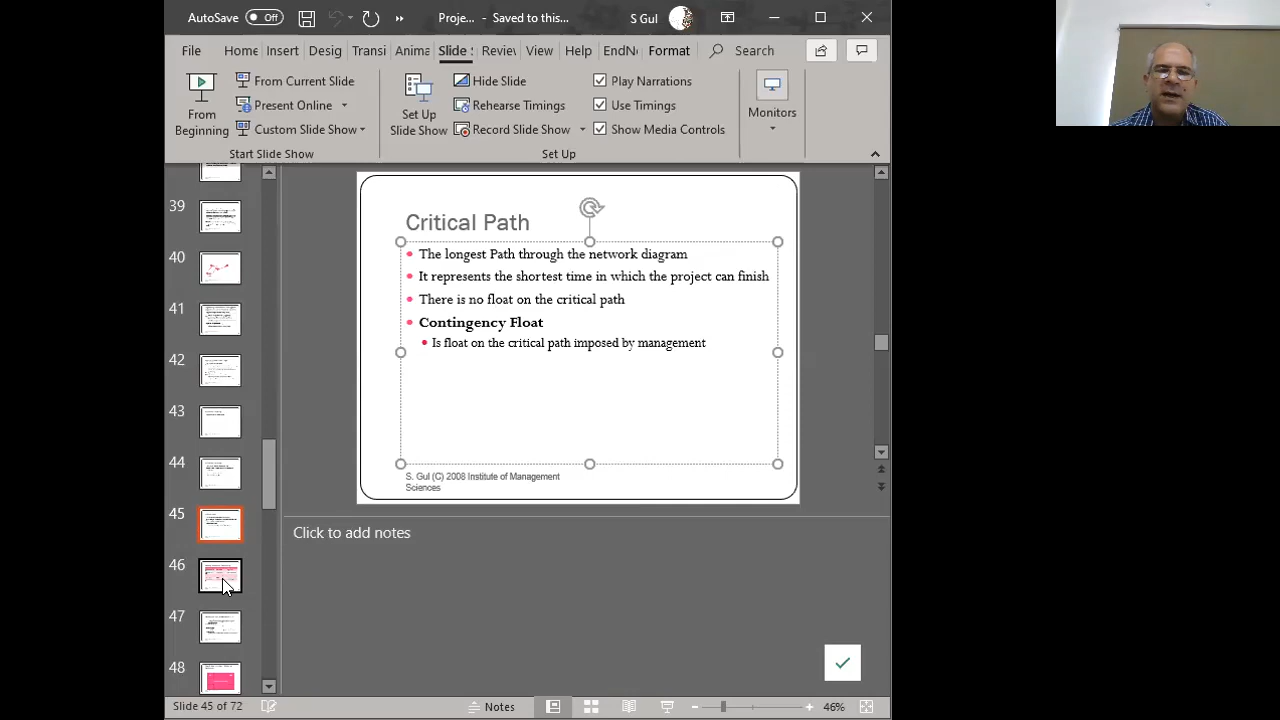 AutoSave Off Proje... - Saved to this... S Gul
File Home Insert Desig Transi Anima Slide Review View Help EndN Format Search
From Beginning
From Current Slide
Present Online
Custom Slide Show
Start Slide Show
Set Up Slide Show
Hide Slide
Rehearse Timings
Record Slide Show
Play Narrations
Use Timings
Show Media Controls
Set Up
Monitors
39
40
41
42
43
44
45
46
47
48
Critical Path
The longest Path through the network diagram
It represents the shortest time in which the project can finish
There is no float on the critical path
Contingency Float
Is float on the critical path imposed by management
S. Gul (C) 2008 Institute of Management
Sciences
Click to add notes
Slide 45 of 72 Notes 46%